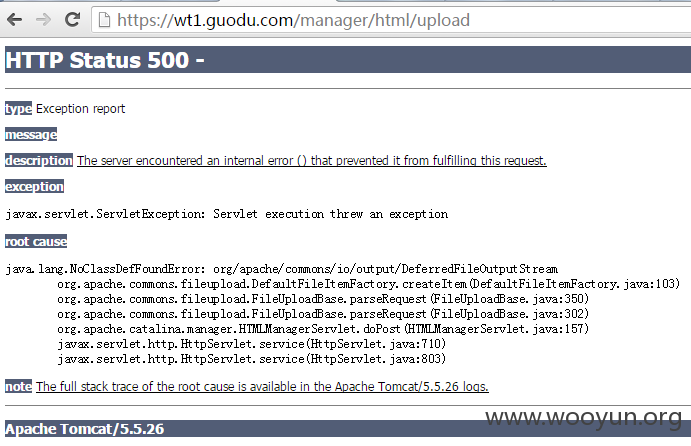 https://wt1.guodu.com/manager/html/upload
HTTP Status 500 -
type Exception report
message
description The server encountered an internal error () that prevented it from fulfilling this request.
exception
javax.servlet.ServletException: Servlet execution threw an exception
root cause
java.lang.NoClassDefFoundError: org/apache/commons/io/output/DeferredFileOutputStream
org.apache.commons.fileupload.DefaultFileItemFactory.createItem(DefaultFileItemFactory.java:103)
org.apache.commons.fileupload.FileUploadBase.parseRequest(FileUploadBase.java:350)
org.apache.commons.fileupload.FileUploadBase.parseRequest(FileUploadBase.java:302)
org.apache.catalina.manager.HTMLManagerServlet.doPost(HTMLManagerServlet.java:157)
javax.servlet.http.HttpServlet.service(HttpServlet.java:710)
javax.servlet.http.HttpServlet.service(HttpServlet.java:803)
note The full stack trace of the root cause is available in the Apache Tomcat/5.5.26 logs.
Apache Tomcat/5.5.26
www.wooyun.org